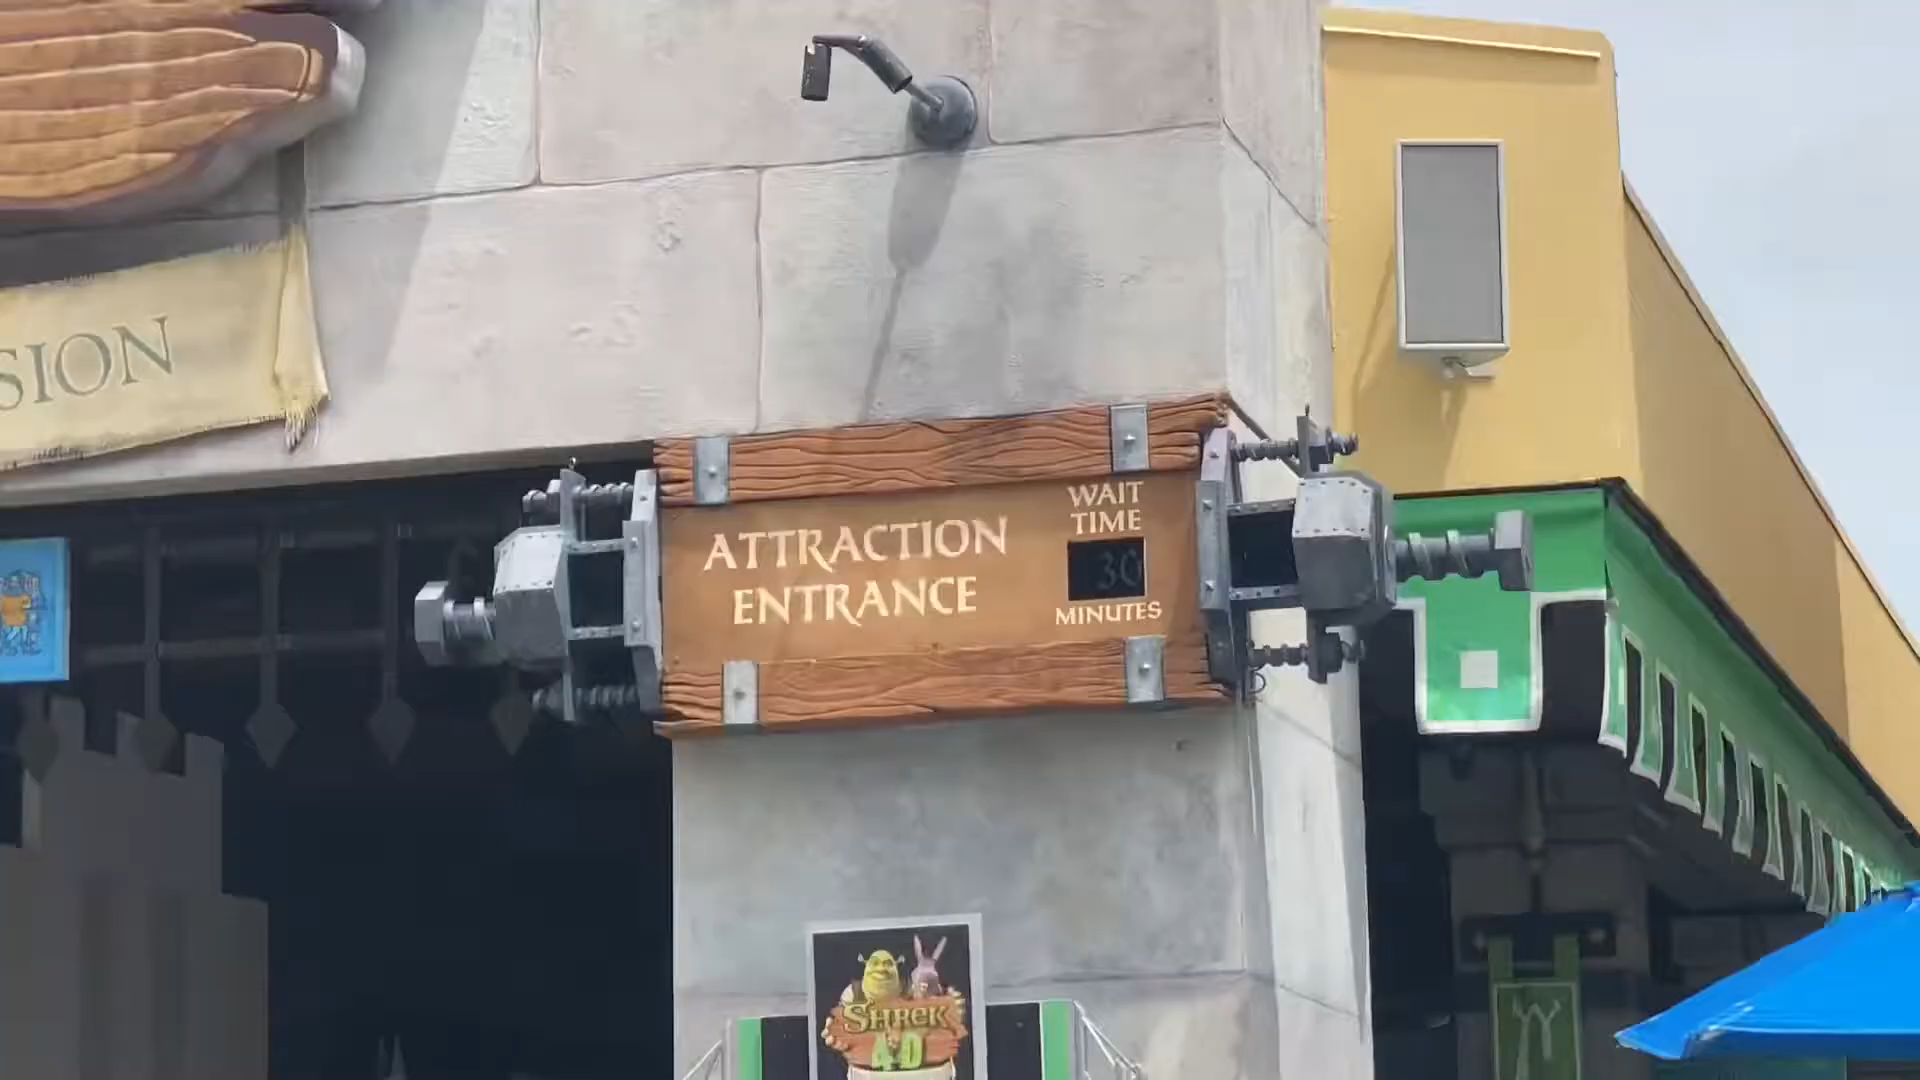 SION
ATTRACTION
ENTRANCE
WAIT
TIME
30
MINUTES
SHREK
4-D